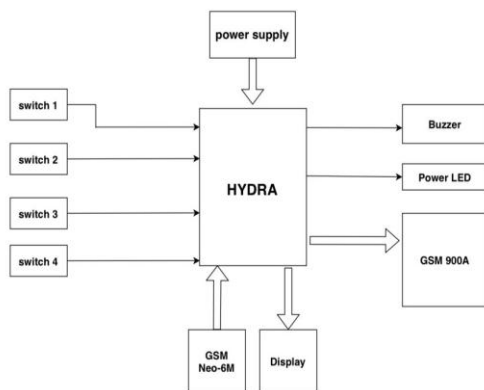 power supply
switch 1
switch 2
switch 3
switch 4
HYDRA
Buzzer
Power LED
GSM 900A
GSM
Neo-6M
Display